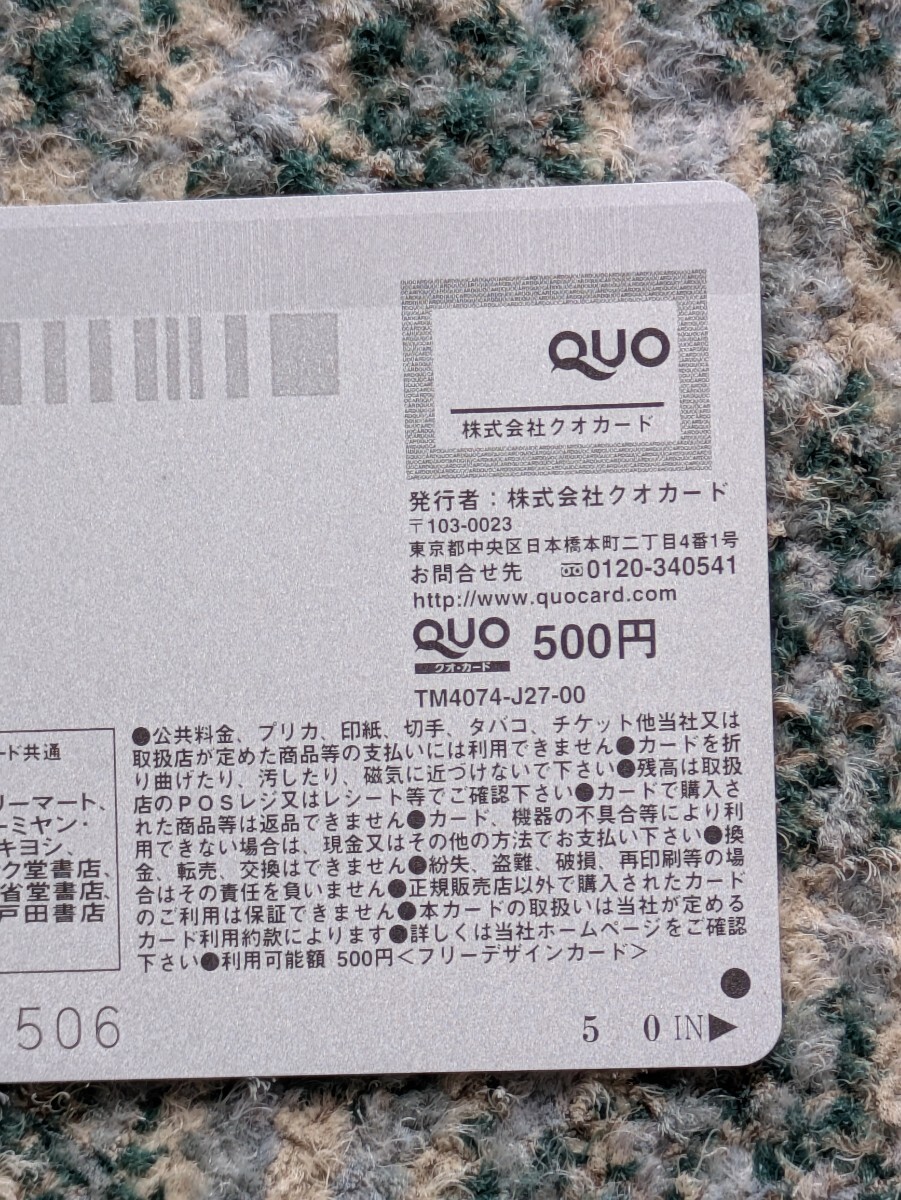 QUO
株式会社クオカード
発行者：株式会社クオカード
〒103-0023
東京都中央区日本橋本町二丁目4番1号
お問合せ先 0120-340541
http://www.quocard.com
QUO 500円
クオ・カード
TM4074-J27-00
ード共通
リーマート、
ーミヤン・
キヨシ、
ク堂書店、
省堂書店、
戸田書店
●公共料金、プリカ、印紙、切手、タバコ、チケット他当社又は
取扱店が定めた商品等の支払いには利用できません●カードを折
り曲げたり、汚したり、磁気に近づけないで下さい●残高は取扱
店のＰＯＳレジ又はレシート等でご確認下さい●カードで購入さ
れた商品等は返品できません●カード、機器の不具合等により利
用できない場合は、現金又はその他の方法でお支払い下さい●換
金、転売、交換はできません●紛失、盗難、破損、再印刷等の場
合はその責任を負いません●正規販売店以外で購入されたカード
のご利用は保証できません●本カードの取扱いは当社が定める
カード利用約款によります●詳しくは当社ホームページをご確認
下さい●利用可能額 500円＜フリーデザインカード＞
506
5 0 IN▶